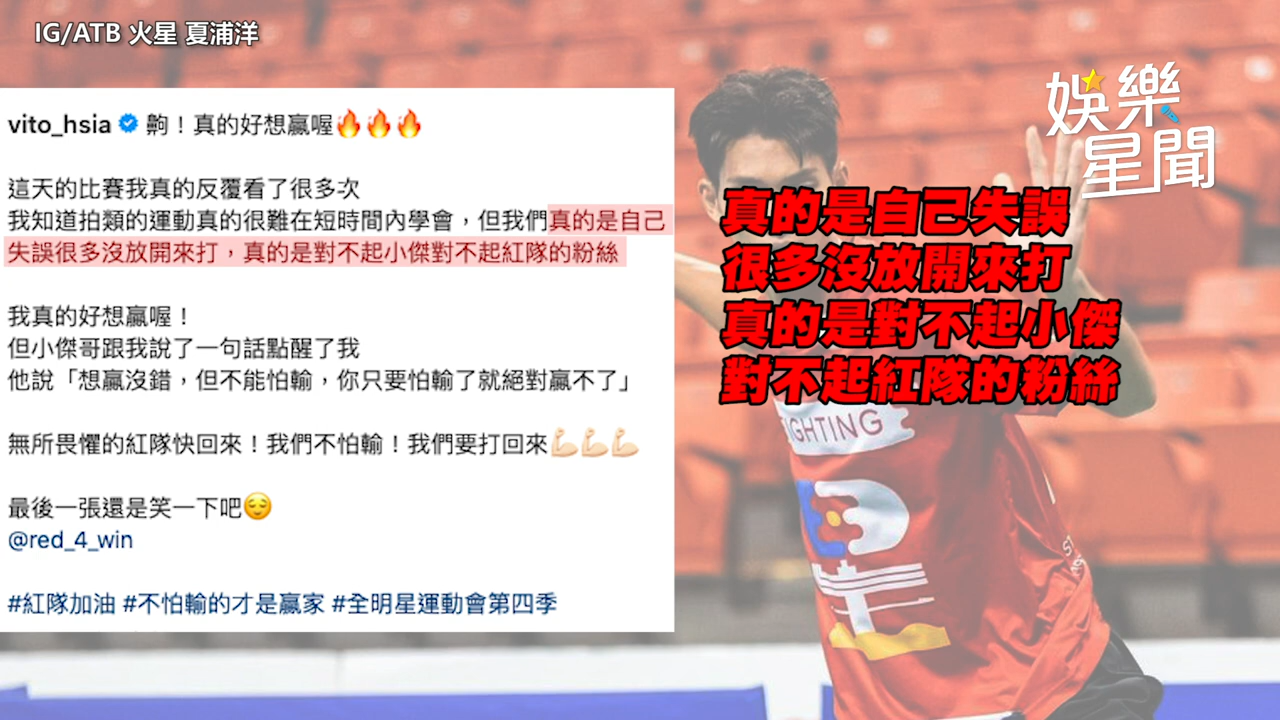 IG/ATB 火星 夏浦洋
娛樂
星聞
vito_hsia 齁！真的好想贏喔🔥🔥🔥
這天的比賽我真的反覆看了很多次
我知道拍類的運動真的很難在短時間內學會，但我們真的是自己
失誤很多沒放開來打，真的是對不起小傑對不起紅隊的粉絲
我真的好想贏喔！
但小傑哥跟我說了一句話點醒了我
他說「想贏沒錯，但不能怕輸，你只要怕輸了就絕對贏不了」
無所畏懼的紅隊快回來！我們不怕輸！我們要打回來💪🏻💪🏻💪🏻
最後一張還是笑一下吧😌
@red_4_win
#紅隊加油 #不怕輸的才是贏家 #全明星運動會第四季
真的是自己失誤
很多沒放開來打
真的是對不起小傑
對不起紅隊的粉絲
FIGHTING